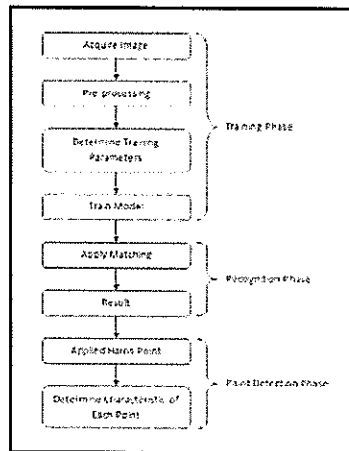 Acquire Image
Pre-processing
Determine Training
Parameters
Train Model
Training Phase
Apply Matching
Result
Recognition Phase
Applied Harris Point
Determine Characteristic of
Each Point
Point Detection Phase